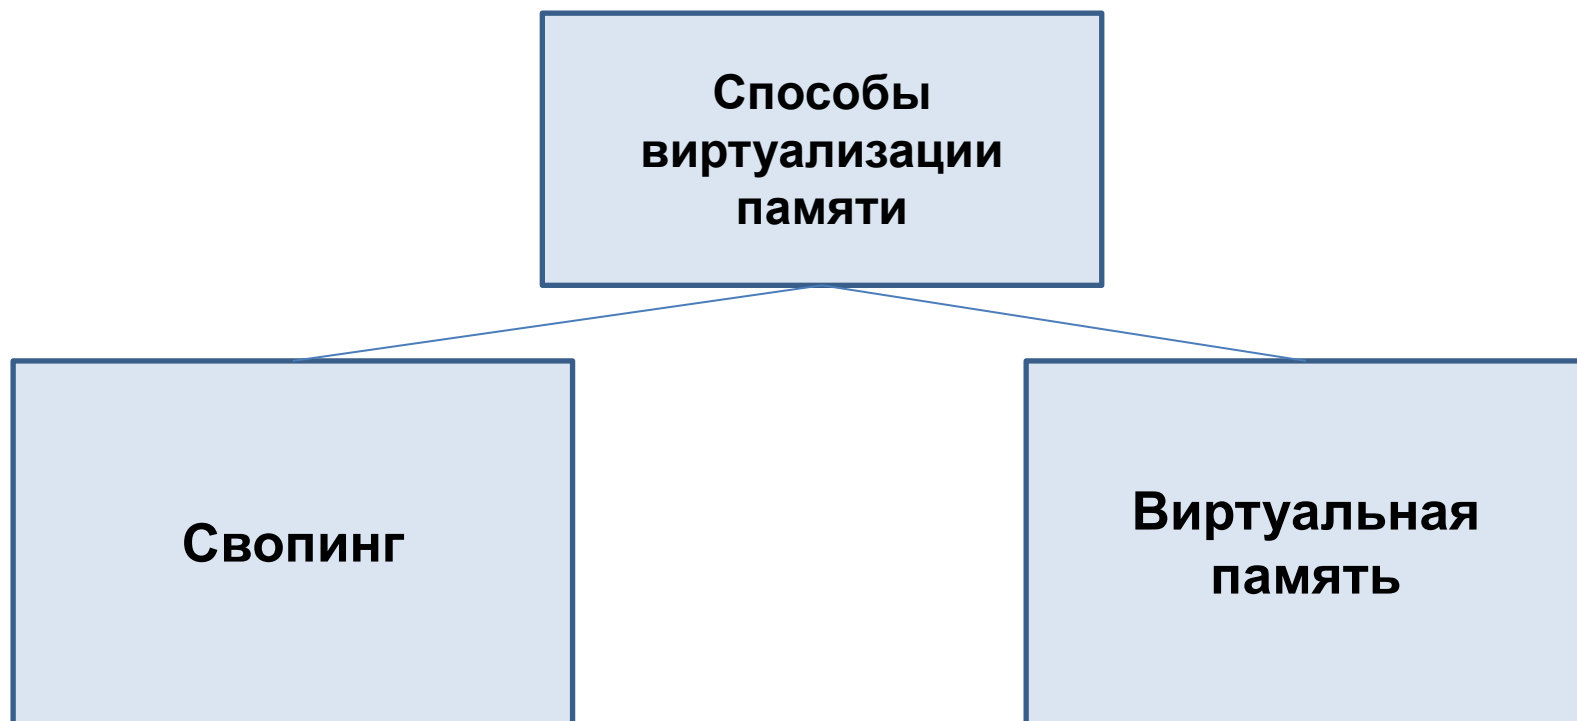 Способы
виртуализации
памяти
Свопинг
Виртуальная
память